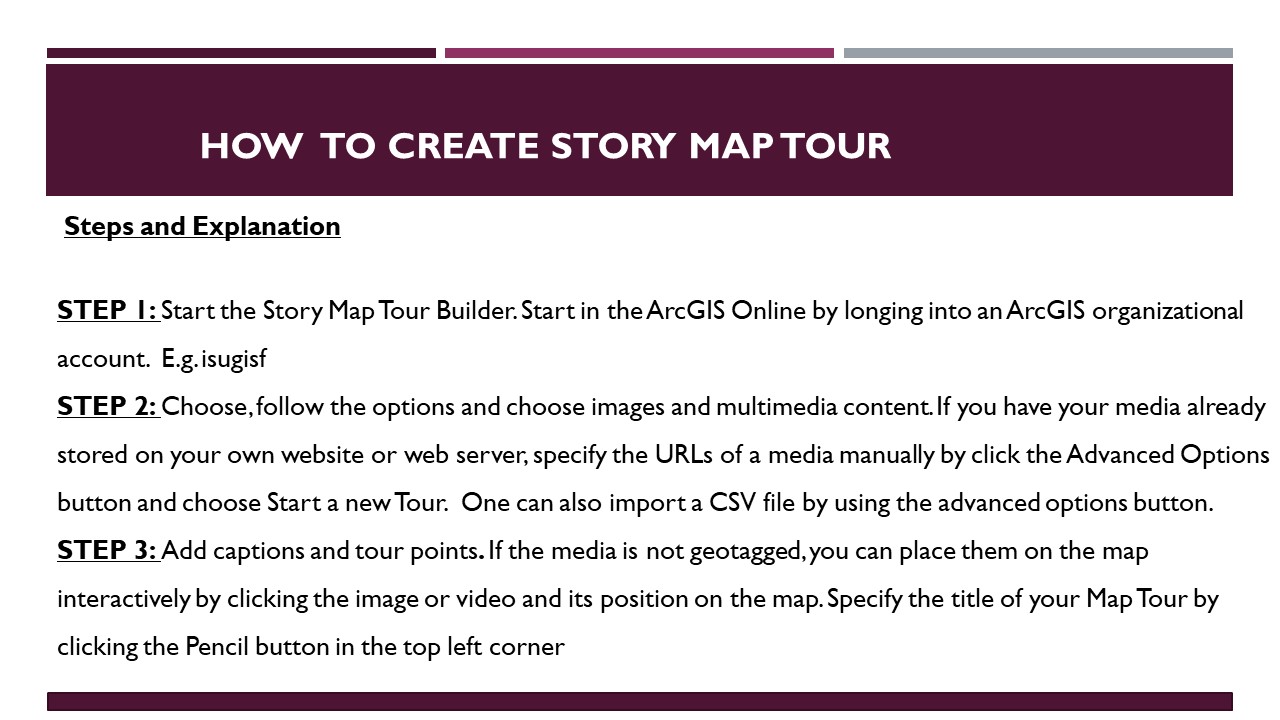 HOW TO CREATE STORY MAP TOUR
Steps and Explanation
STEP 1: Start the Story Map Tour Builder. Start in the ArcGIS Online by longing into an ArcGIS organizational
account. E.g. isugisf
STEP 2: Choose, follow the options and choose images and multimedia content. If you have your media already
stored on your own website or web server, specify the URLs of a media manually by click the Advanced Options
button and choose Start a new Tour. One can also import a CSV file by using the advanced options button.
STEP 3: Add captions and tour points. If the media is not geotagged, you can place them on the map
interactively by clicking the image or video and its position on the map. Specify the title of your Map Tour by
clicking the Pencil button in the top left corner